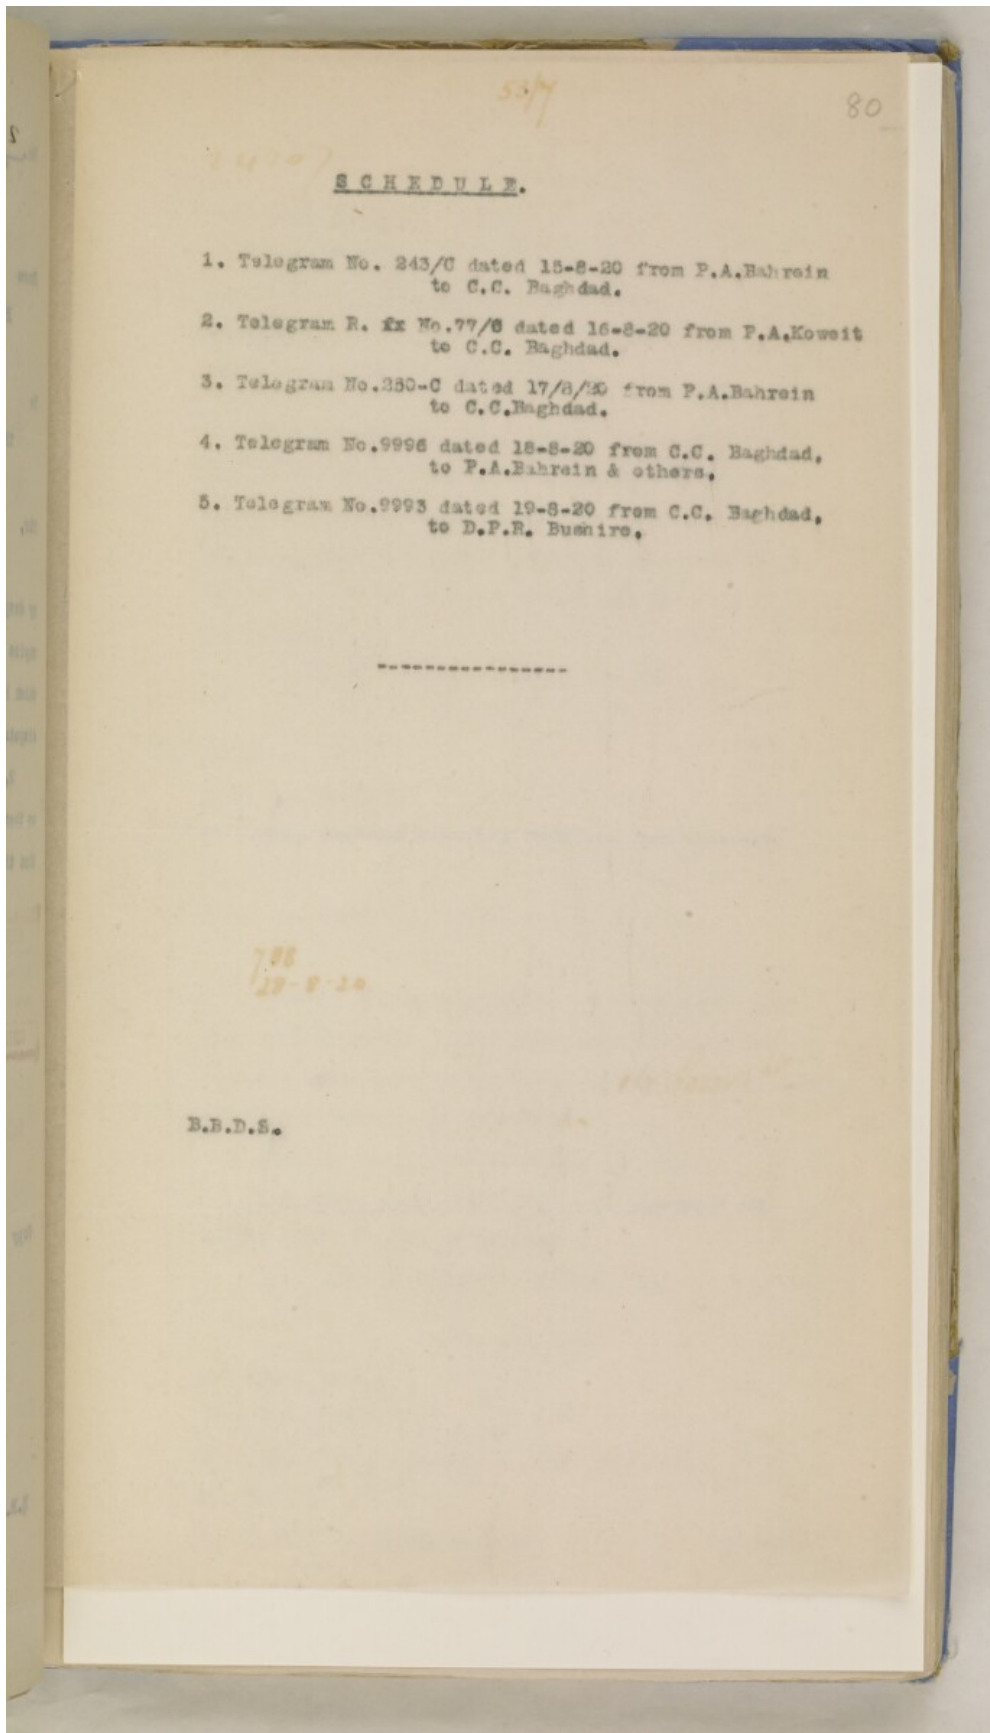 53/7
80
SCHEDULE.
1. Telegram No. 243/C dated 15-8-20 from P.A.Bahrein
to C.C. Baghdad.
2. Telegram R. fx No.77/C dated 16-8-20 from P.A.Koweit
to C.C. Baghdad.
3. Telegram No.250-C dated 17/8/20 from P.A.Bahrein
to C.C.Baghdad.
4. Telegram No.9996 dated 18-8-20 from C.C. Baghdad,
to P.A.Bahrein & others.
5. Telegram No.9993 dated 19-8-20 from C.C. Baghdad,
to D.P.R. Bushire.
----------------
28-8-20
B.B.D.S.